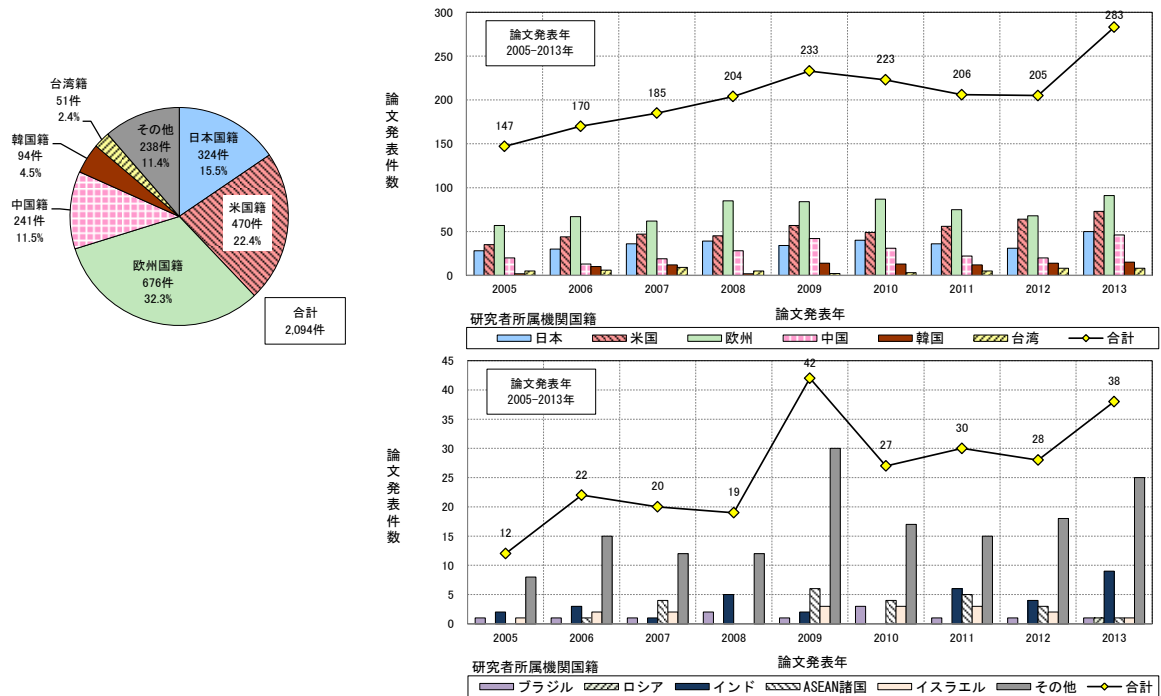 台湾籍
51件
2.4%
韓国籍
94件
4.5%
中国籍
241件
11.5%
その他
238件
11.4%
日本国籍
324件
15.5%
米国籍
470件
22.4%
欧州国籍
676件
32.3%
合計
2,094件
論文発表件数
300
250
200
150
100
50
0
論文発表年
2005-2013年
147
170
185
204
233
223
206
205
283
2005
2006
2007
2008
2009
2010
2011
2012
2013
論文発表年
研究者所属機関国籍
日本
米国
欧州
中国
韓国
台湾
合計
論文発表件数
45
40
35
30
25
20
15
10
5
0
論文発表年
2005-2013年
12
22
20
19
42
27
30
28
38
2005
2006
2007
2008
2009
2010
2011
2012
2013
論文発表年
研究者所属機関国籍
ブラジル
ロシア
インド
ASEAN諸国
イスラエル
その他
合計